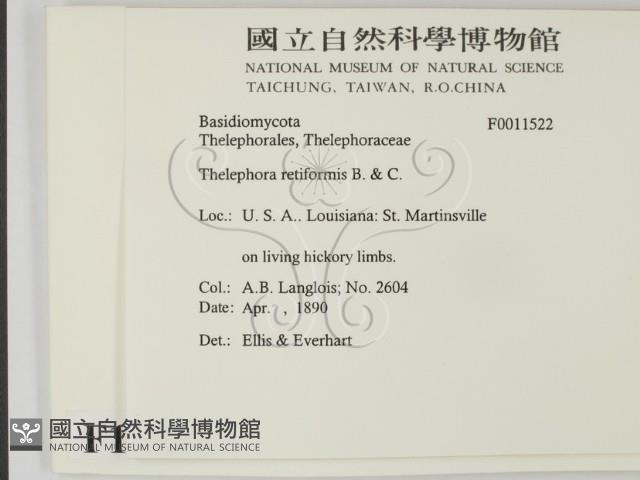 國立自然科學博物館
NATIONAL MUSEUM OF NATURAL SCIENCE
TAICHUNG, TAIWAN, R.O.CHINA
Basidiomycota F0011522
Thelephorales, Thelephoraceae
Thelephora retiformis B. & C.
Loc.: U. S. A.. Louisiana: St. Martinsville
on living hickory limbs.
Col.: A.B. Langlois; No. 2604
Date: Apr. , 1890
Det.: Ellis & Everhart
國立自然科學博物館
NATIONAL MUSEUM OF NATURAL SCIENCE